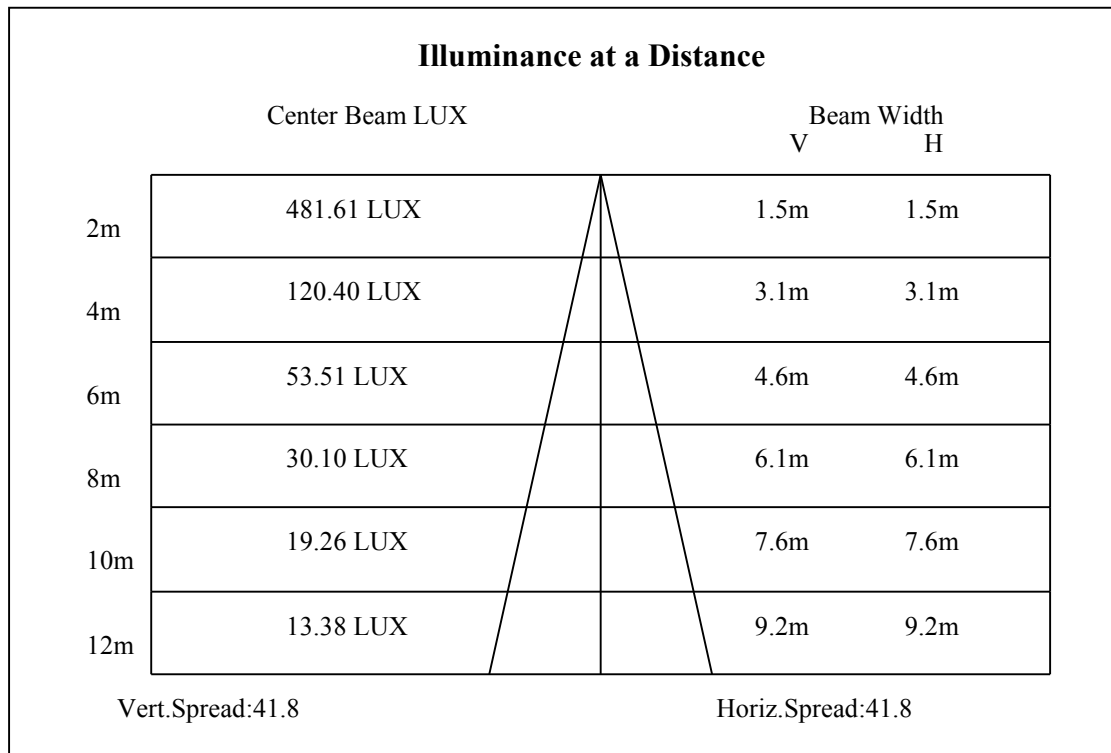 Illuminance at a Distance
Center Beam LUX Beam Width
V H
2m 481.61 LUX 1.5m 1.5m
4m 120.40 LUX 3.1m 3.1m
6m 53.51 LUX 4.6m 4.6m
8m 30.10 LUX 6.1m 6.1m
10m 19.26 LUX 7.6m 7.6m
12m 13.38 LUX 9.2m 9.2m
Vert.Spread:41.8 Horiz.Spread:41.8